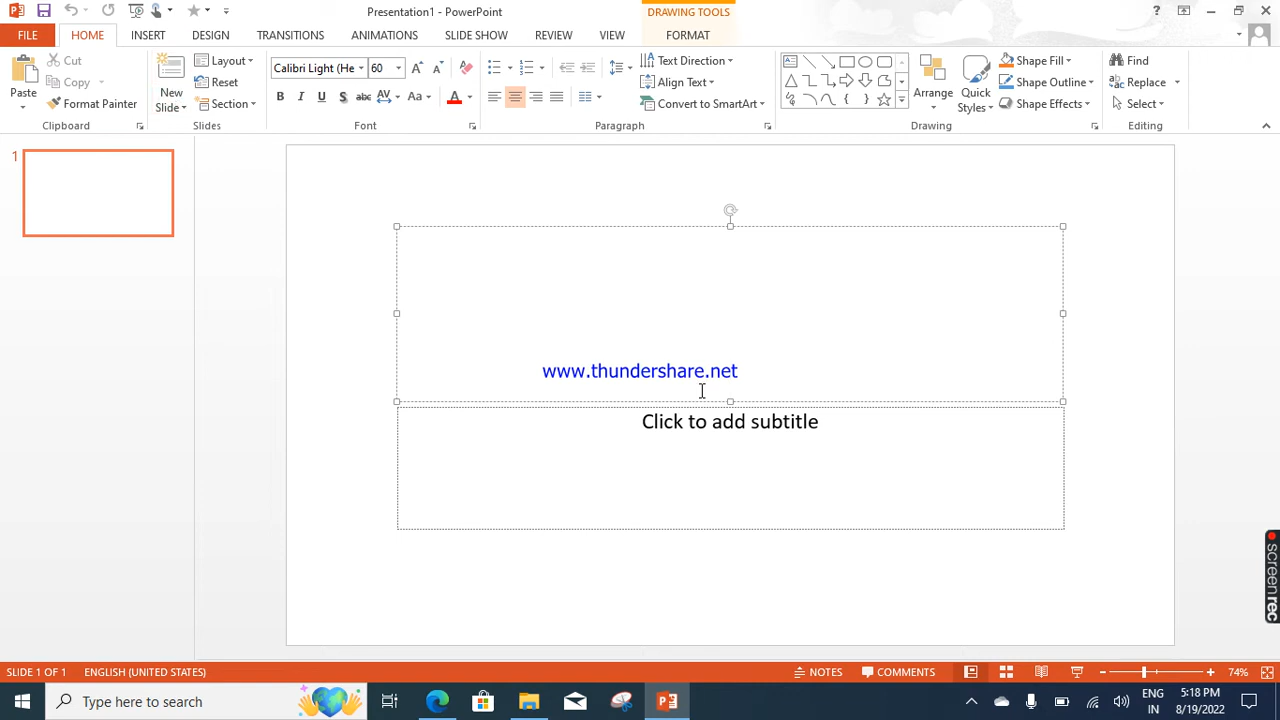 Presentation1 - PowerPoint
DRAWING TOOLS
?
FILE HOME INSERT DESIGN TRANSITIONS ANIMATIONS SLIDE SHOW REVIEW VIEW FORMAT
Paste
Cut
Copy
Format Painter
Clipboard
New Slide
Layout
Reset
Section
Slides
Calibri Light (He 60
B I U S abc AV Aa A
Font
Text Direction
Align Text
Convert to SmartArt
Paragraph
Arrange
Quick Styles
Shape Fill
Shape Outline
Shape Effects
Drawing
Find
Replace
Select
Editing
1
www.thundershare.net
Click to add subtitle
screenrec
SLIDE 1 OF 1 ENGLISH (UNITED STATES) NOTES COMMENTS 74%
Type here to search
ENG
IN
5:18 PM
8/19/2022